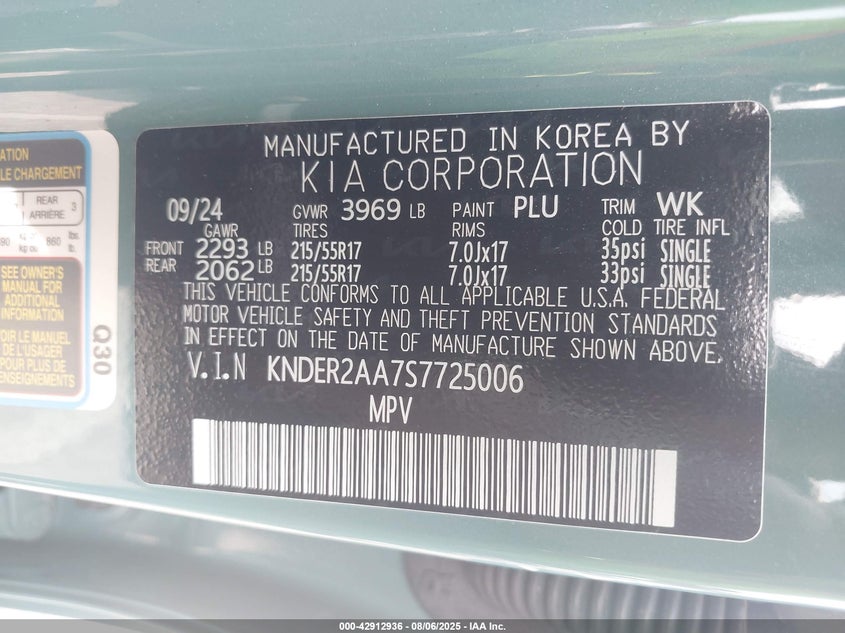 MANUFACTURED IN KOREA BY
KIA CORPORATION
09/24 GVWR 3969 LB PAINT PLU TRIM WK
GAWR TIRES RIMS COLD TIRE INFL
FRONT 2293 LB 215/55R17 7.0Jx17 35psi SINGLE
REAR 2062 LB 215/55R17 7.0Jx17 33psi SINGLE
THIS VEHICLE CONFORMS TO ALL APPLICABLE U.S.A. FEDERAL
MOTOR VEHICLE SAFETY AND THEFT PREVENTION STANDARDS
IN EFFECT ON THE DATE OF MANUFACTURE SHOWN ABOVE.
V.I.N KNDER2AA7S7725006
MPV
LE CHARGEMENT
REAR
ARRIÈRE 3
860
SEE OWNER'S
MANUAL FOR
ADDITIONAL
INFORMATION
VOIR LE MANUEL
DE L'USAGER
POUR PLUS DE
RENSEIGNEMENTS
Q30
000-42912936 - 08/06/2025 - IAA Inc.